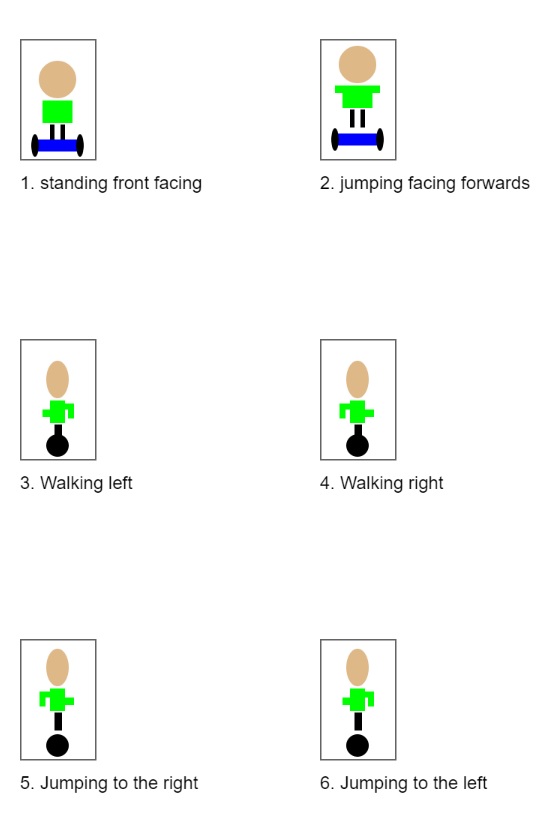 1. standing front facing
2. jumping facing forwards
3. Walking left
4. Walking right
5. Jumping to the right
6. Jumping to the left